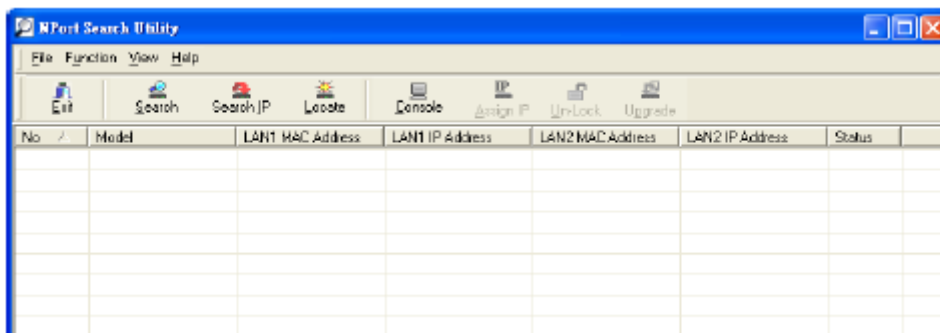 NPort Search Utility
File Function View Help
Exit Search Search IP Locate Console Assign IP Un-Lock Upgrade
No Model LAN1 MAC Address LAN1 IP Address LAN2 MAC Address LAN2 IP Address Status